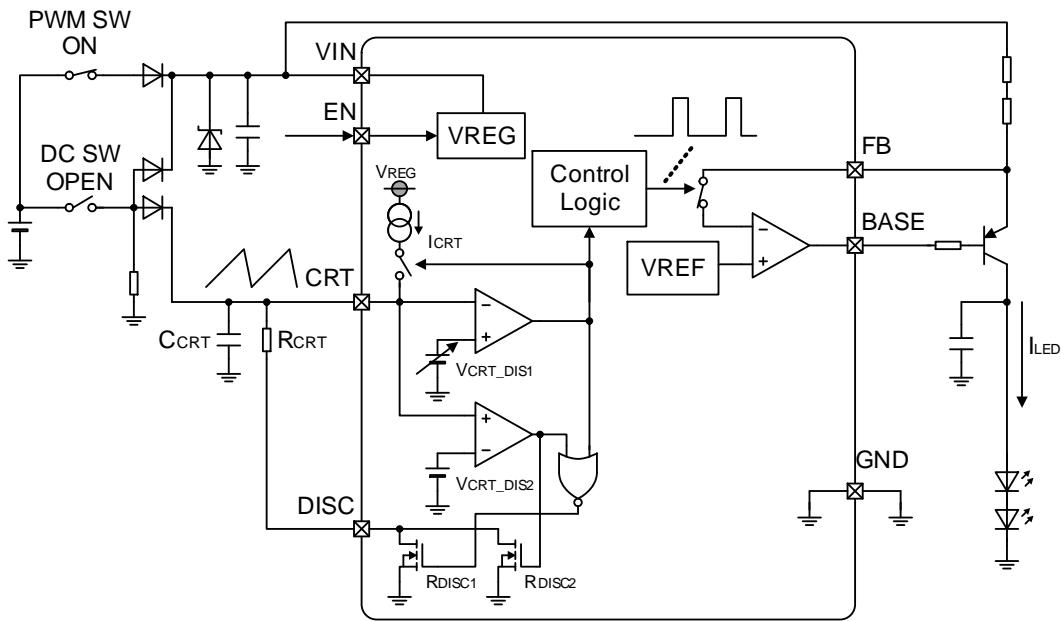 PWM SW
ON
VIN
EN
VREG
DC SW
OPEN
VREG
ICRT
Control
Logic
FB
BASE
VREF
CRT
CCRT
RCRT
VCRT_DIS1
ILED
VCRT_DIS2
GND
DISC
RDISC1
RDISC2